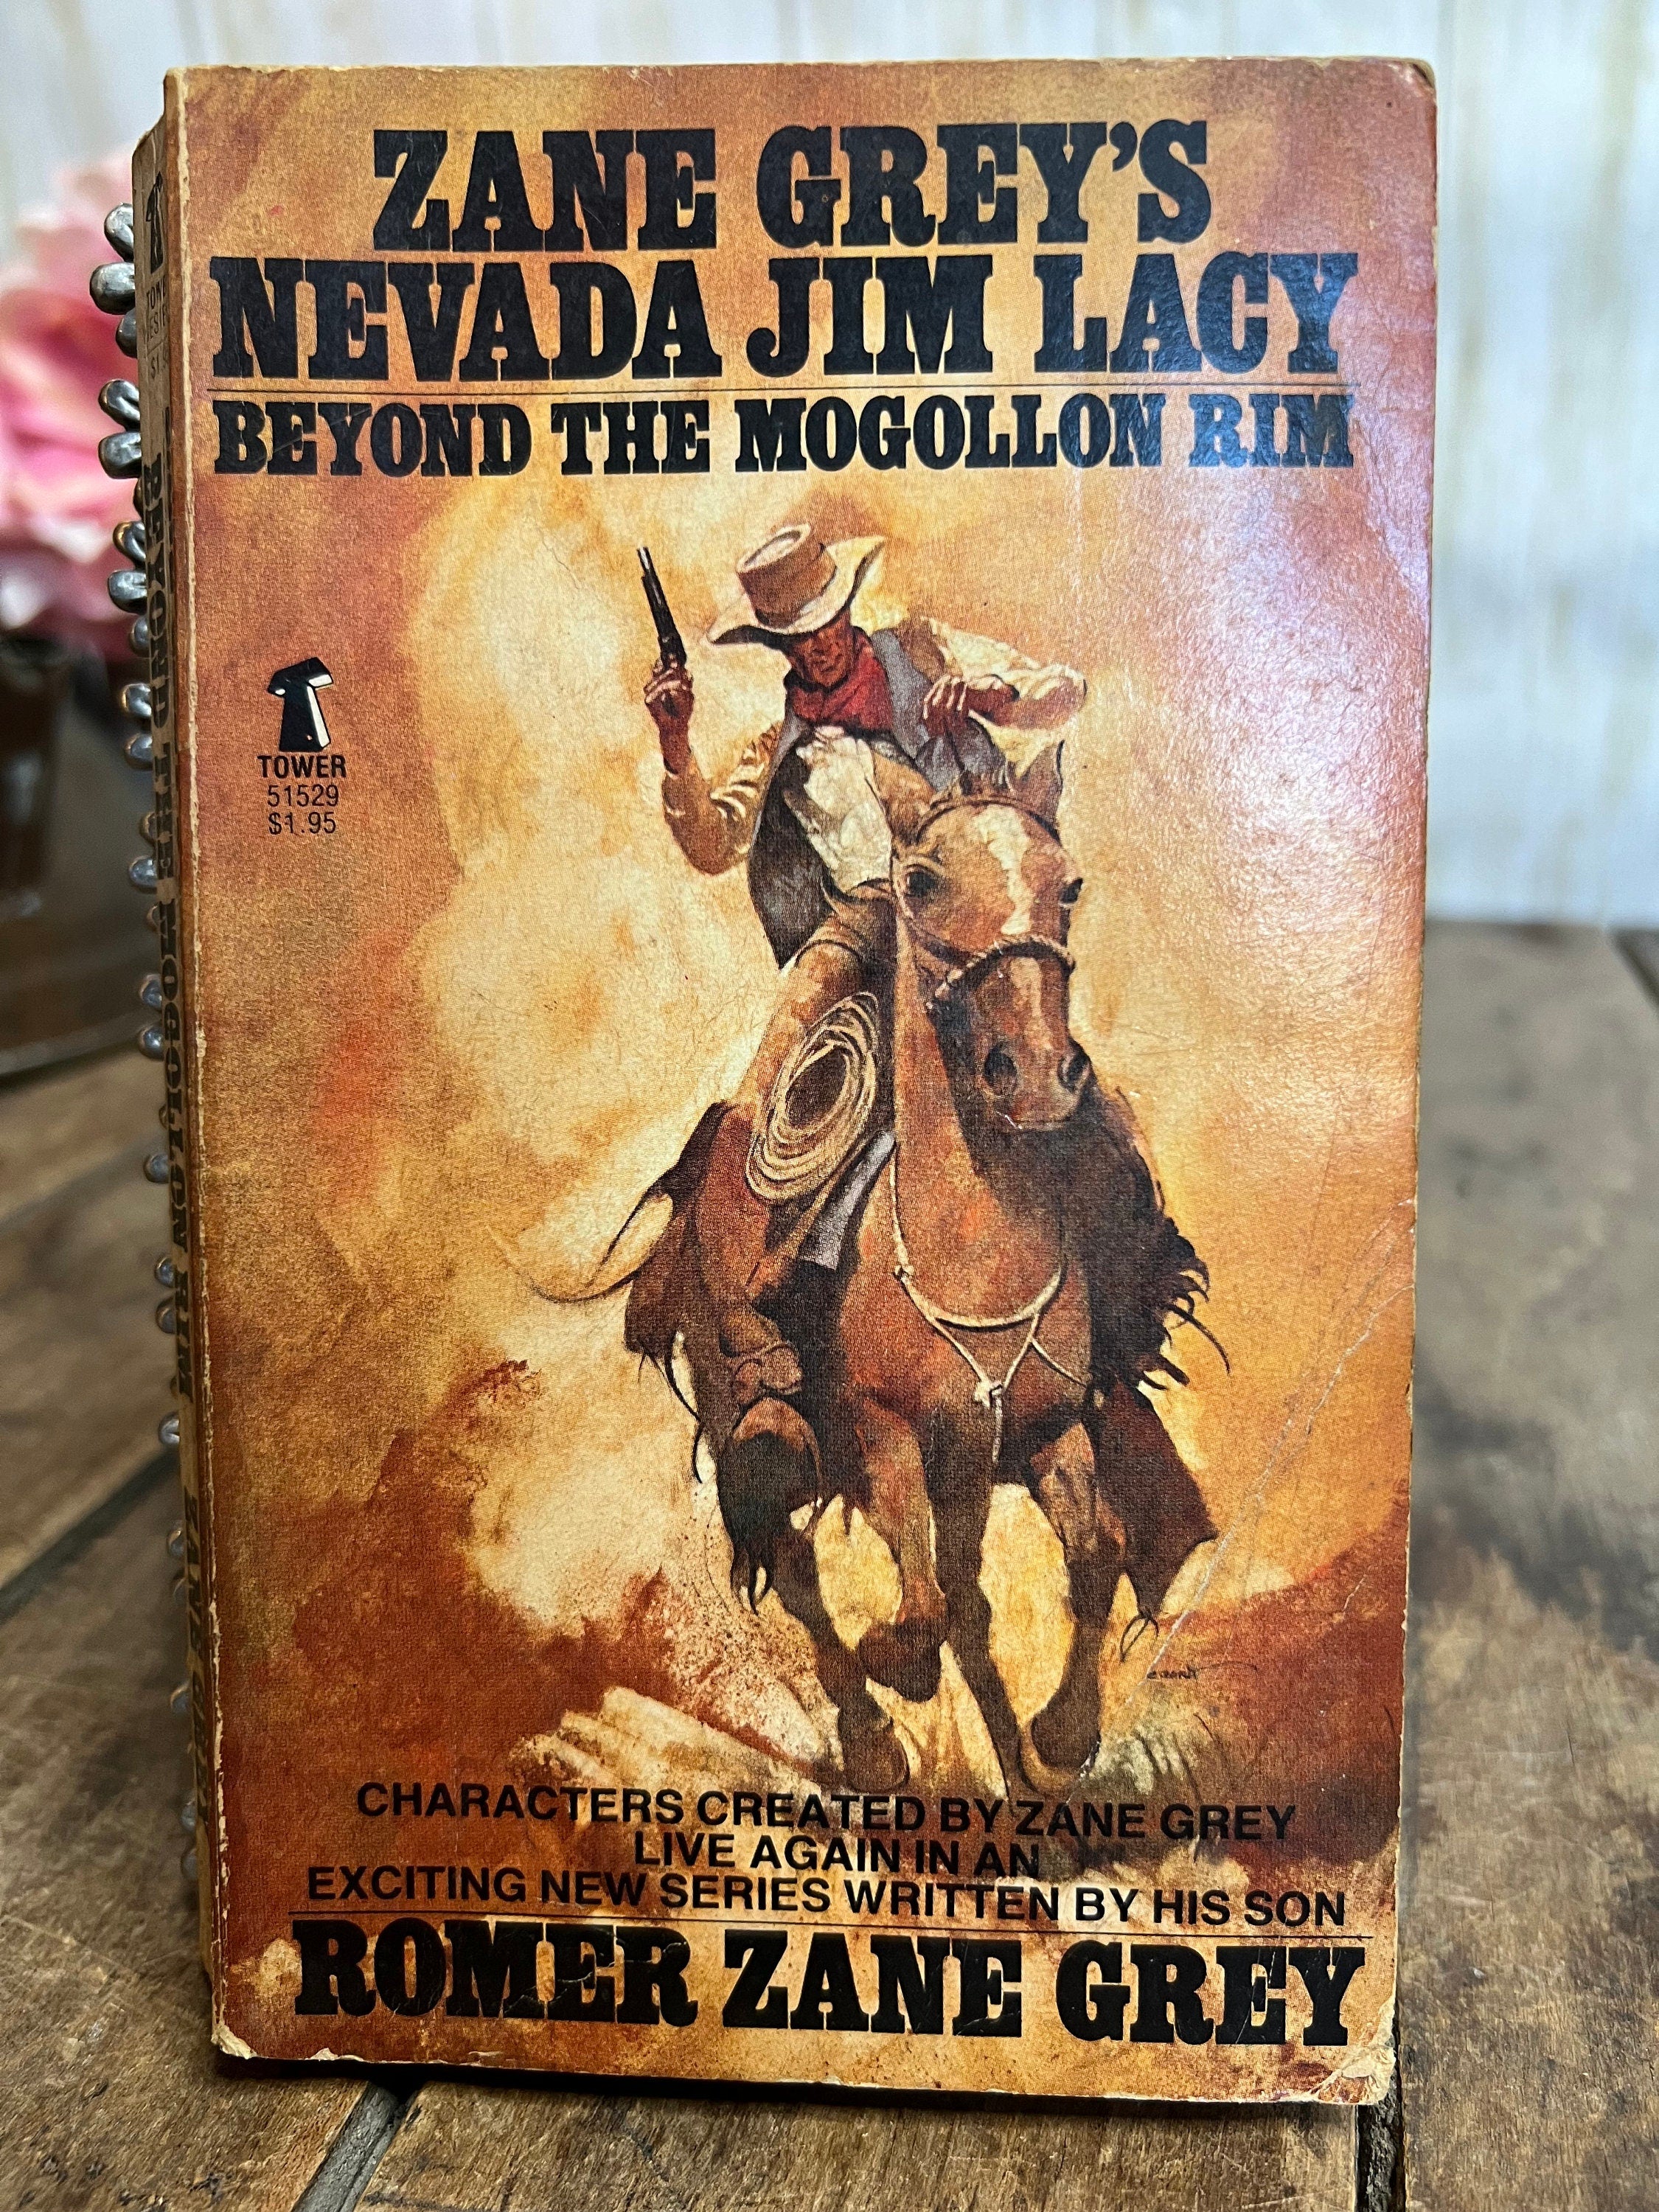 ZANE GREY'S
NEVADA JIM LACY
BEYOND THE MOGOLLON RIM
TOWER
51529
$1.95
CHARACTERS CREATED BY ZANE GREY
LIVE AGAIN IN AN
EXCITING NEW SERIES WRITTEN BY HIS SON
ROMER ZANE GREY
BEYOND THE MOGOLLON RIM